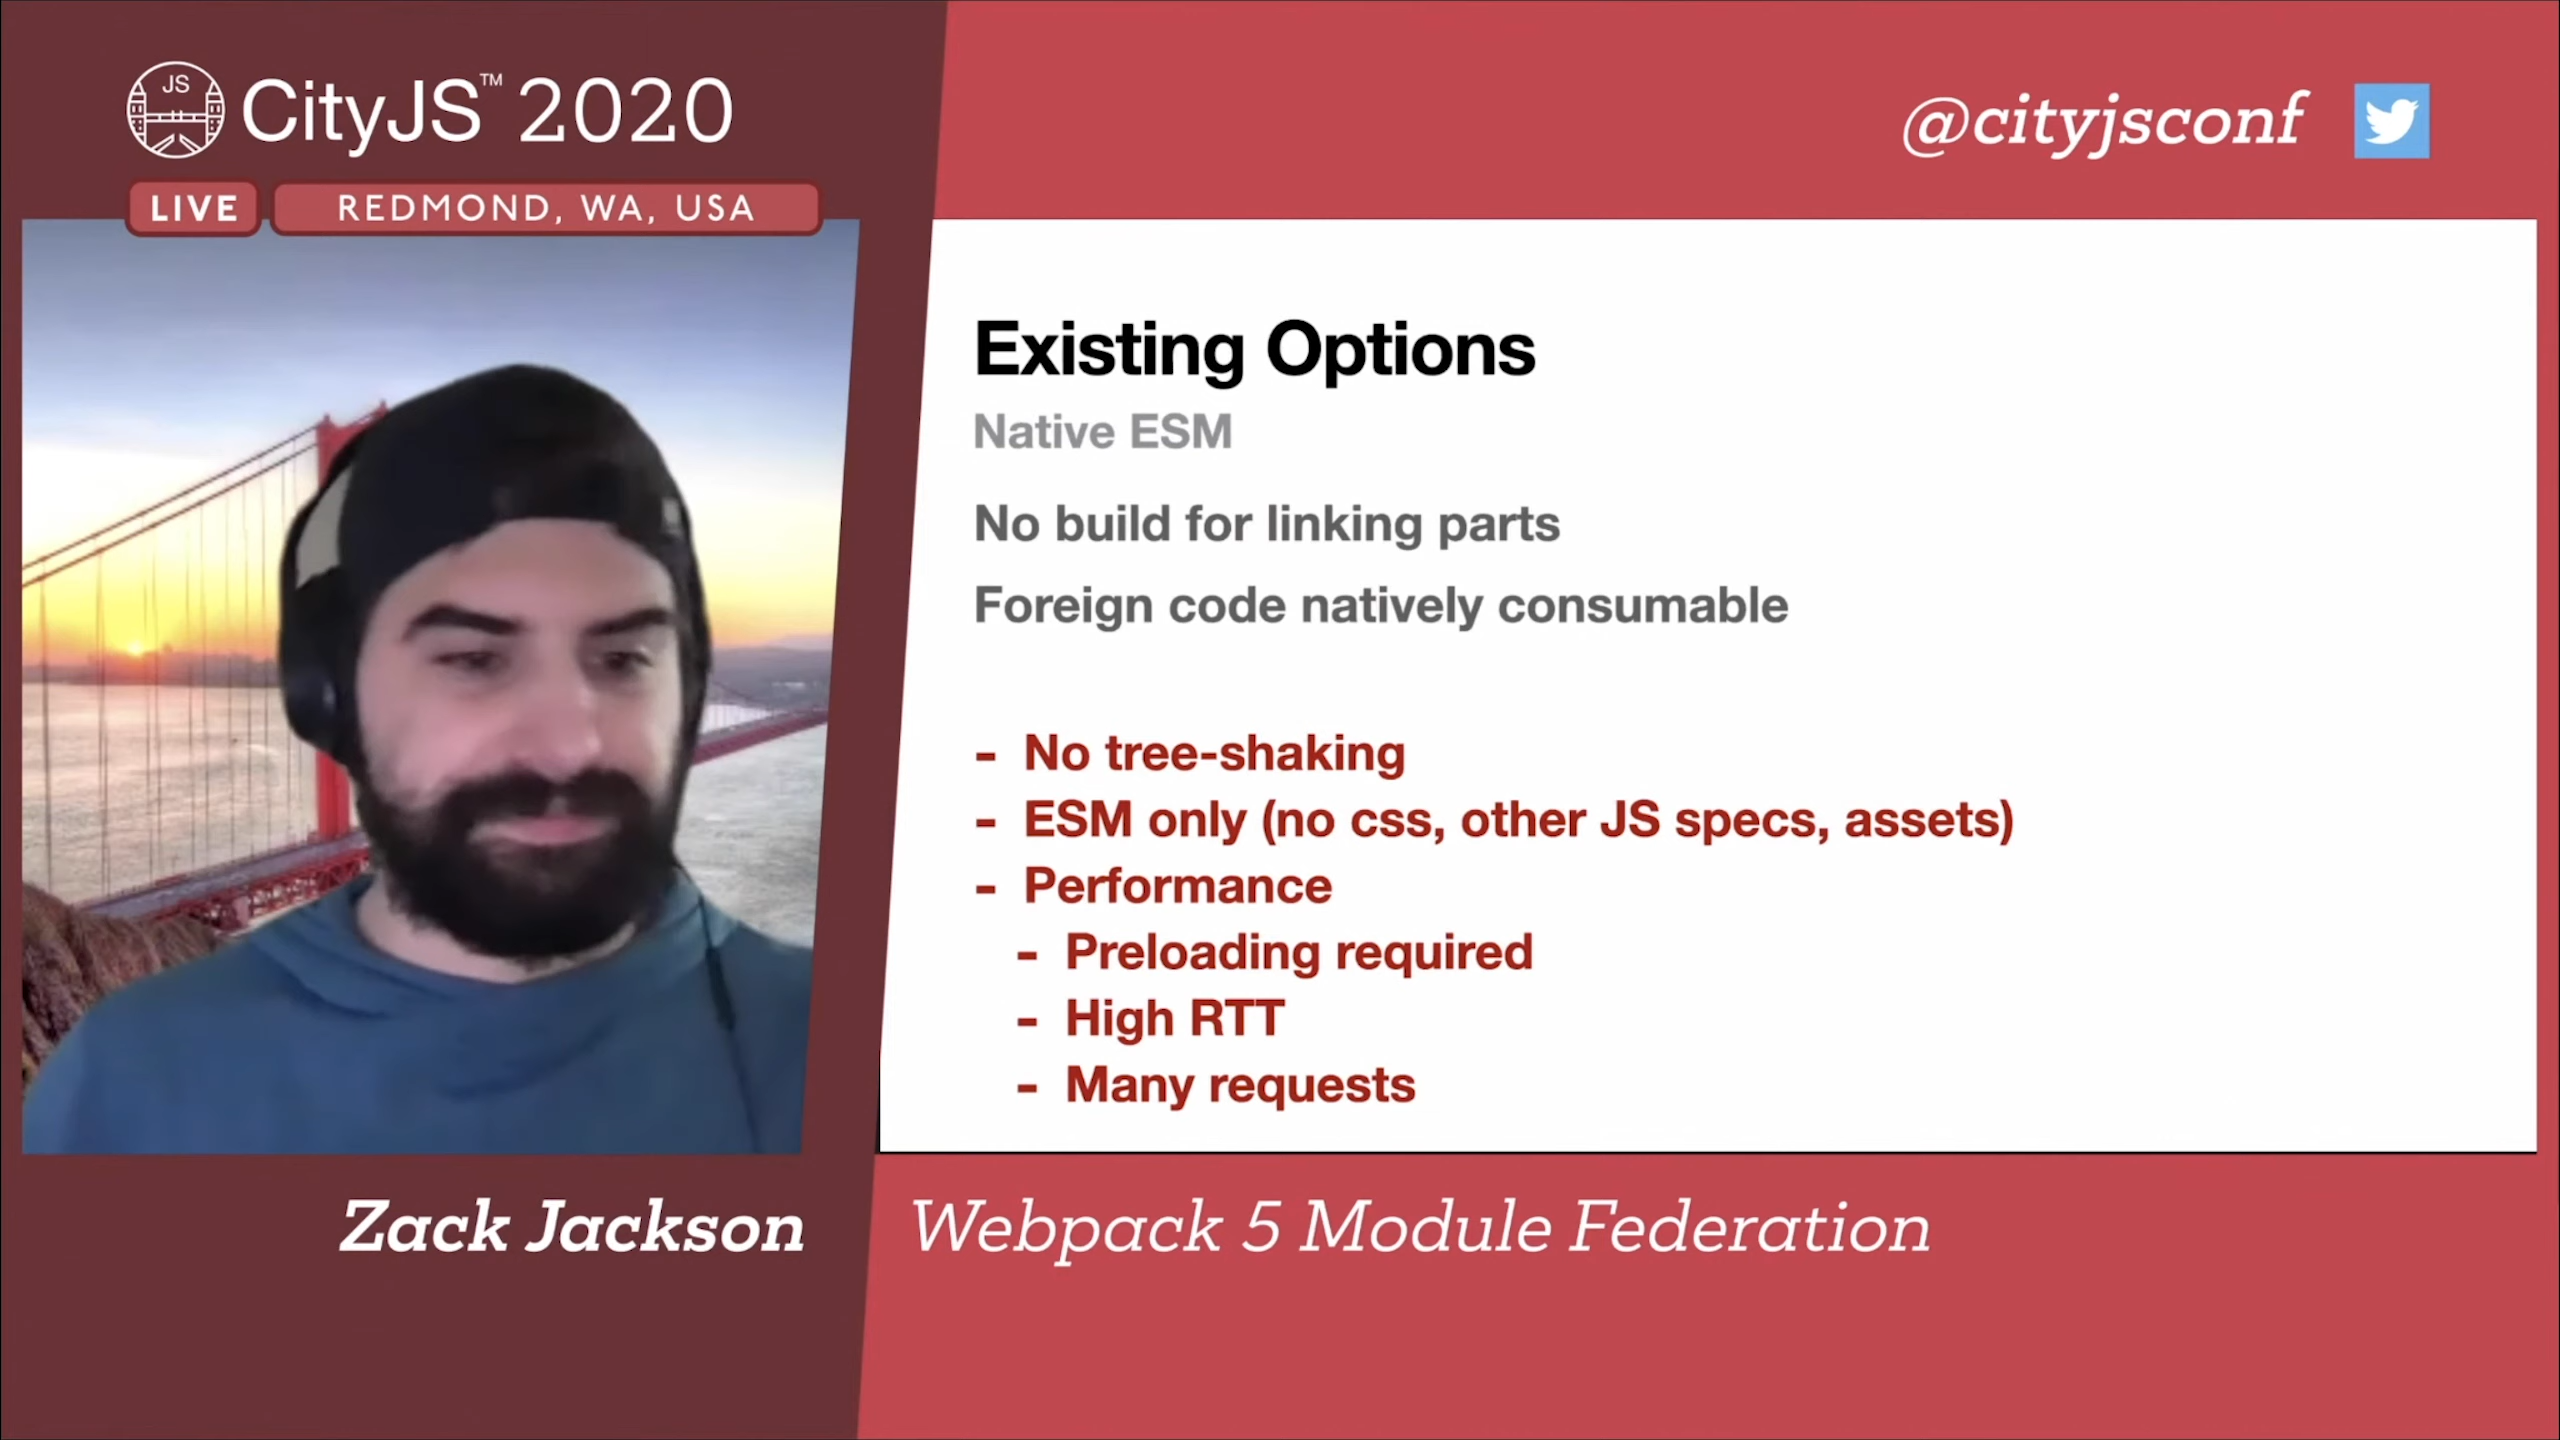 JS
CityJS™ 2020
@cityjsconf
LIVE
REDMOND, WA, USA
Existing Options
Native ESM
No build for linking parts
Foreign code natively consumable
- No tree-shaking
- ESM only (no css, other JS specs, assets)
- Performance
- Preloading required
- High RTT
- Many requests
Zack Jackson
Webpack 5 Module Federation